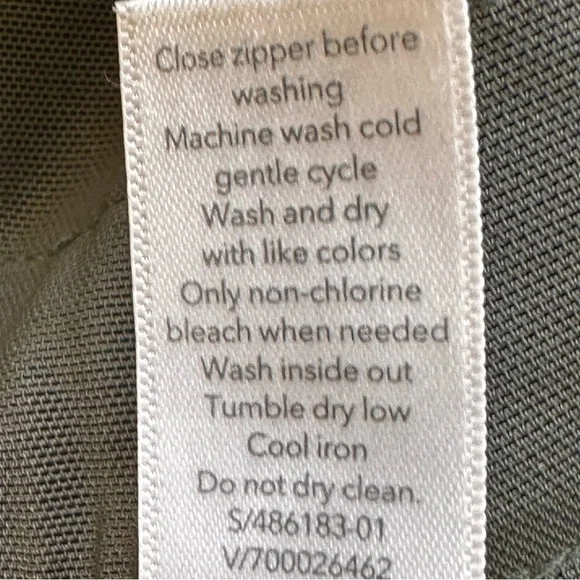 Close zipper before
washing
Machine wash cold
gentle cycle
Wash and dry
with like colors
Only non-chlorine
bleach when needed
Wash inside out
Tumble dry low
Cool iron
Do not dry clean.
S/486183-01
V/700026462